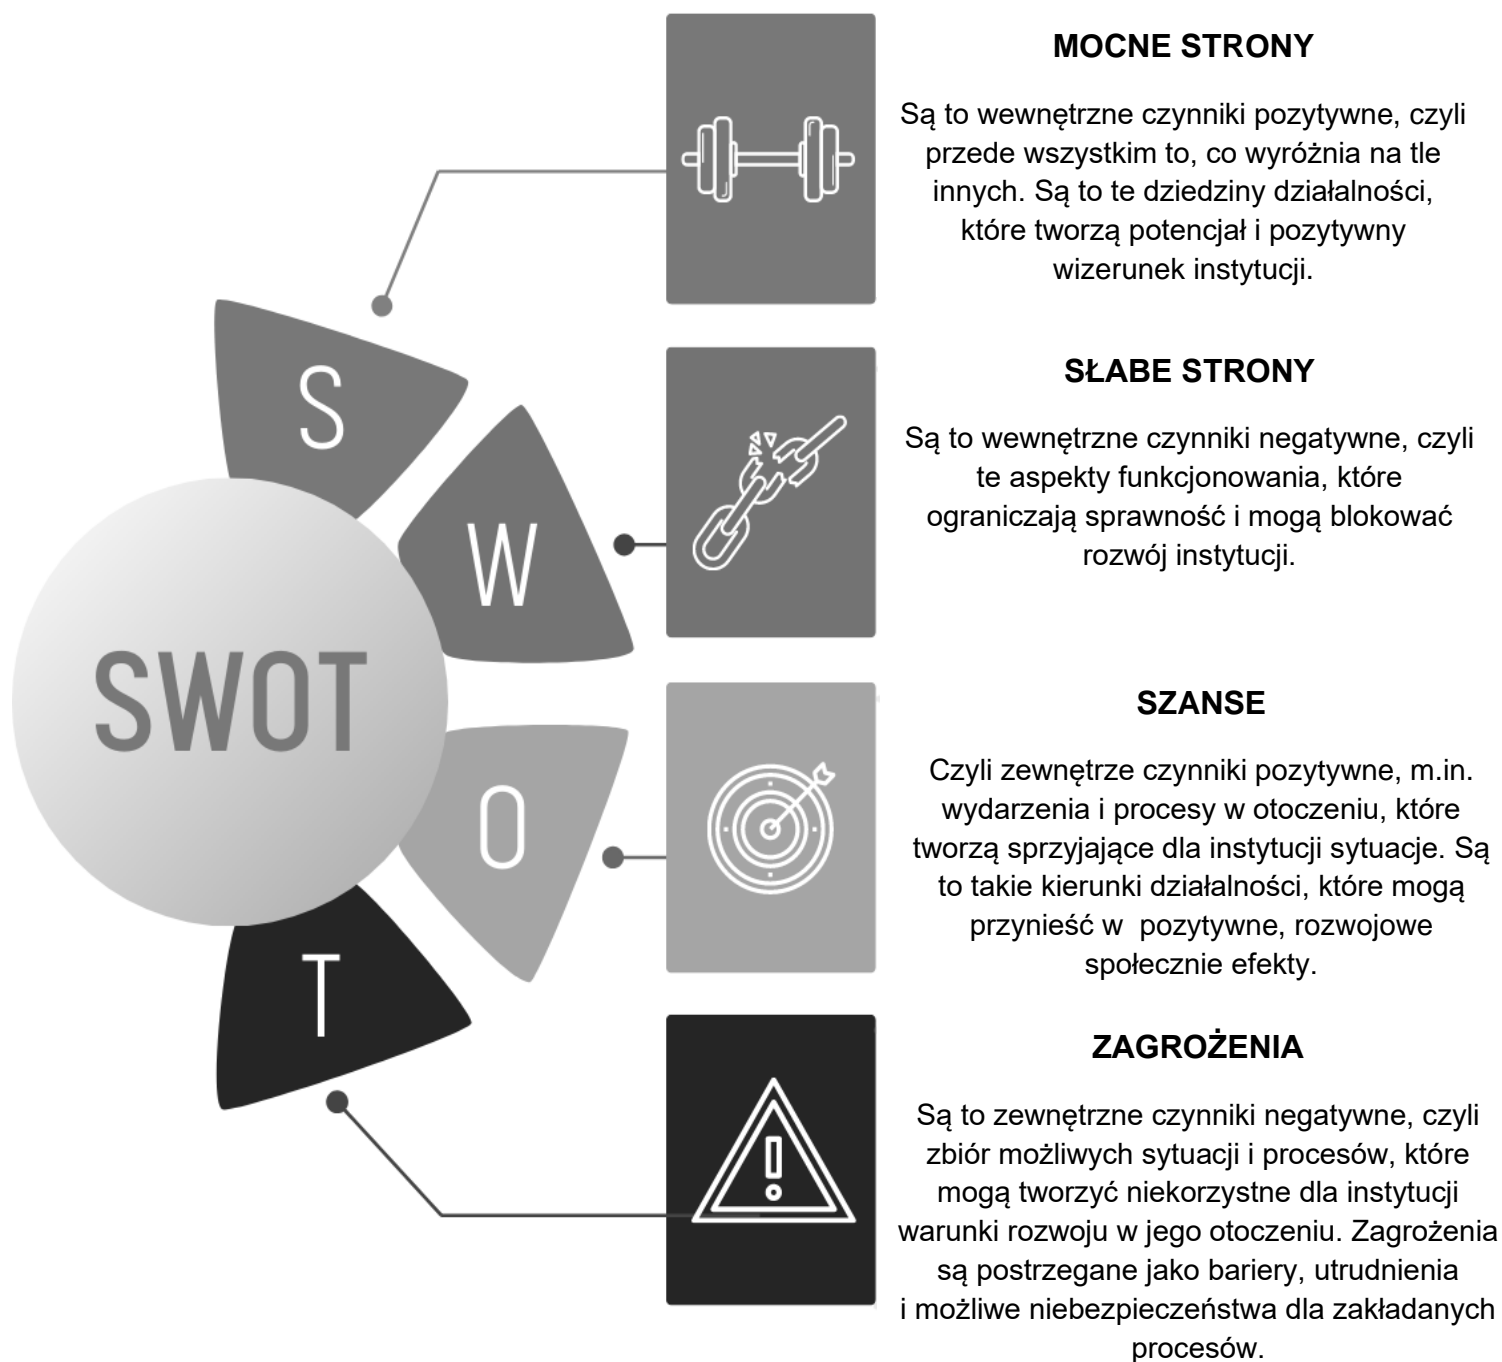 SWOT
S
MOCNE STRONY
Są to wewnętrzne czynniki pozytywne, czyli
przede wszystkim to, co wyróżnia na tle
innych. Są to te dziedziny działalności,
które tworzą potencjał i pozytywny
wizerunek instytucji.
W
SŁABE STRONY
Są to wewnętrzne czynniki negatywne, czyli
te aspekty funkcjonowania, które
ograniczają sprawność i mogą blokować
rozwój instytucji.
O
SZANSE
Czyli zewnętrze czynniki pozytywne, m.in.
wydarzenia i procesy w otoczeniu, które
tworzą sprzyjające dla instytucji sytuacje. Są
to takie kierunki działalności, które mogą
przynieść w  pozytywne, rozwojowe
społecznie efekty.
T
ZAGROŻENIA
Są to zewnętrzne czynniki negatywne, czyli
zbiór możliwych sytuacji i procesów, które
mogą tworzyć niekorzystne dla instytucji
warunki rozwoju w jego otoczeniu. Zagrożenia
są postrzegane jako bariery, utrudnienia
i możliwe niebezpieczeństwa dla zakładanych
procesów.